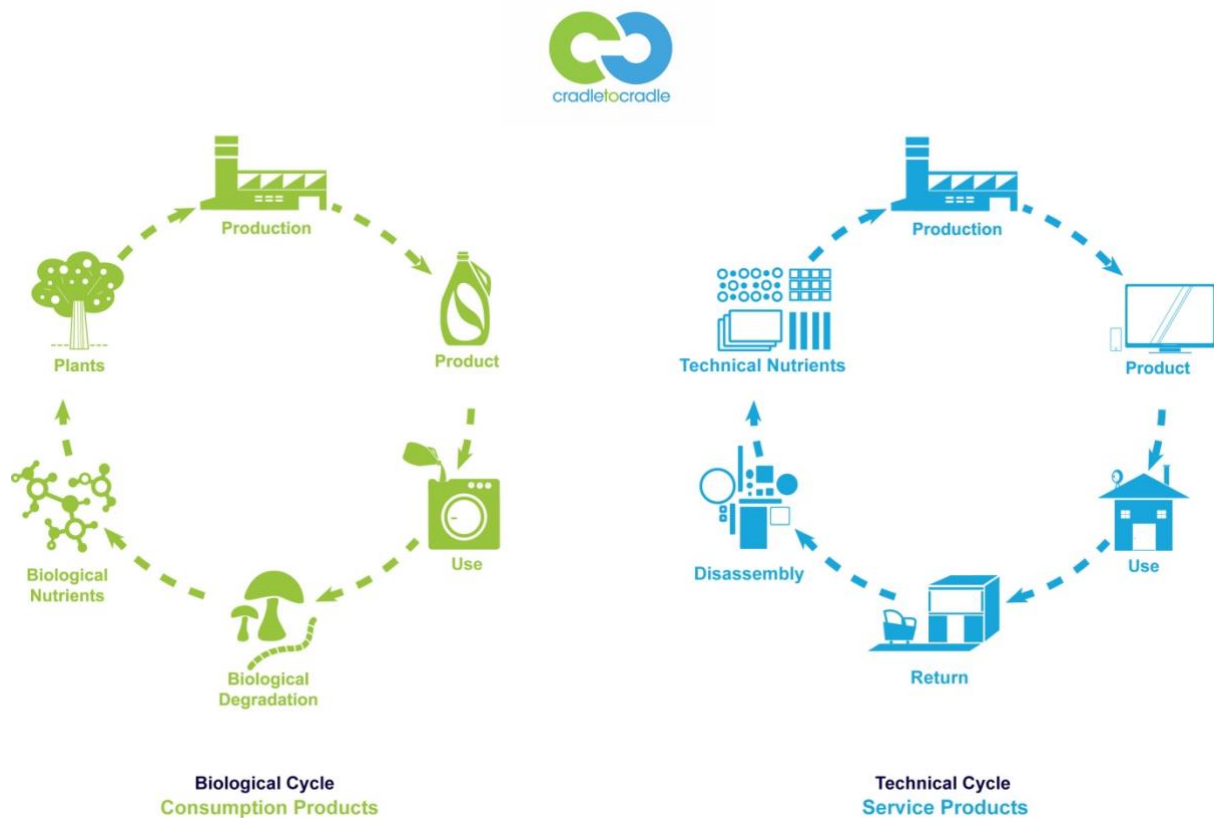 cradletocradle
Production
Plants
Product
Biological
Nutrients
Use
Biological
Degradation
Biological Cycle
Consumption Products
Production
Technical Nutrients
Product
Disassembly
Use
Return
Technical Cycle
Service Products